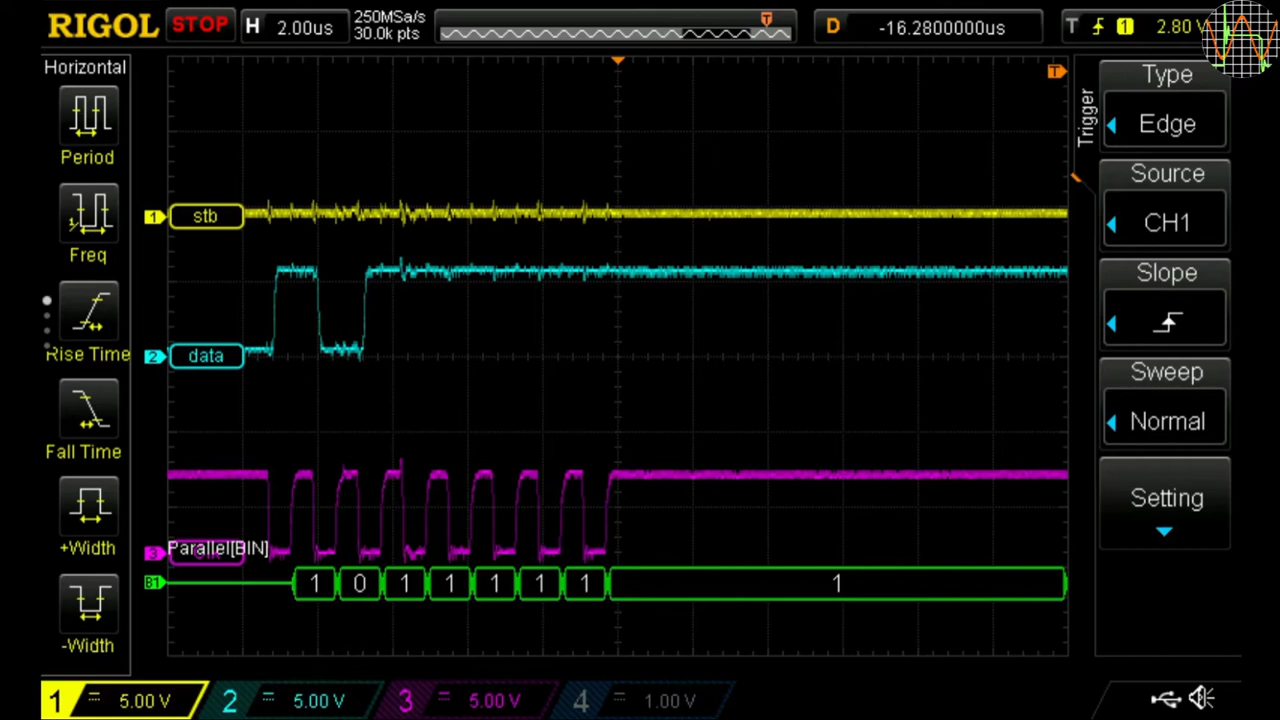 RIGOL STOP H 2.00us 250MSa/s 30.0k pts T D -16.2800000us T 1 2.80 V
Horizontal
Period
Freq
Rise Time
Fall Time
+Width
-Width
T
1 stb
2 data
3 Parallel[BIN]
B1 1 0 1 1 1 1 1 1
Trigger
Type
Edge
Source
CH1
Slope
Sweep
Normal
Setting
1 5.00 V 2 5.00 V 3 5.00 V 4 1.00 V